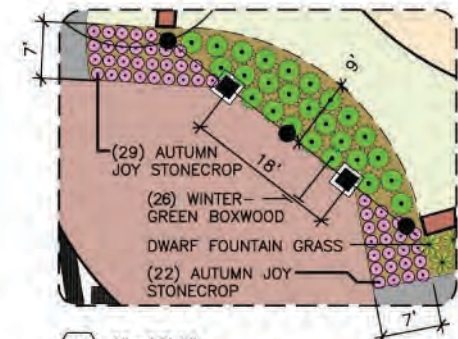 7'
9'
(29) AUTUMN
JOY STONECROP
18'
(26) WINTER-
GREEN BOXWOOD
DWARF FOUNTAIN GRASS
(22) AUTUMN JOY
STONECROP
7'